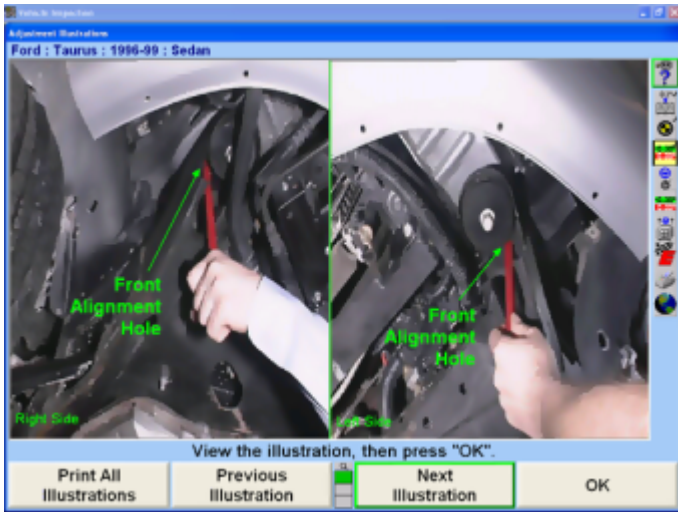 Vehicle Inspection
Adjustment Illustrations
Ford : Taurus : 1996-99 : Sedan
Front
Alignment
Hole
Right Side
Front
Alignment
Hole
Left Side
View the illustration, then press "OK".
Print All
Illustrations
Previous
Illustration
Next
Illustration
OK